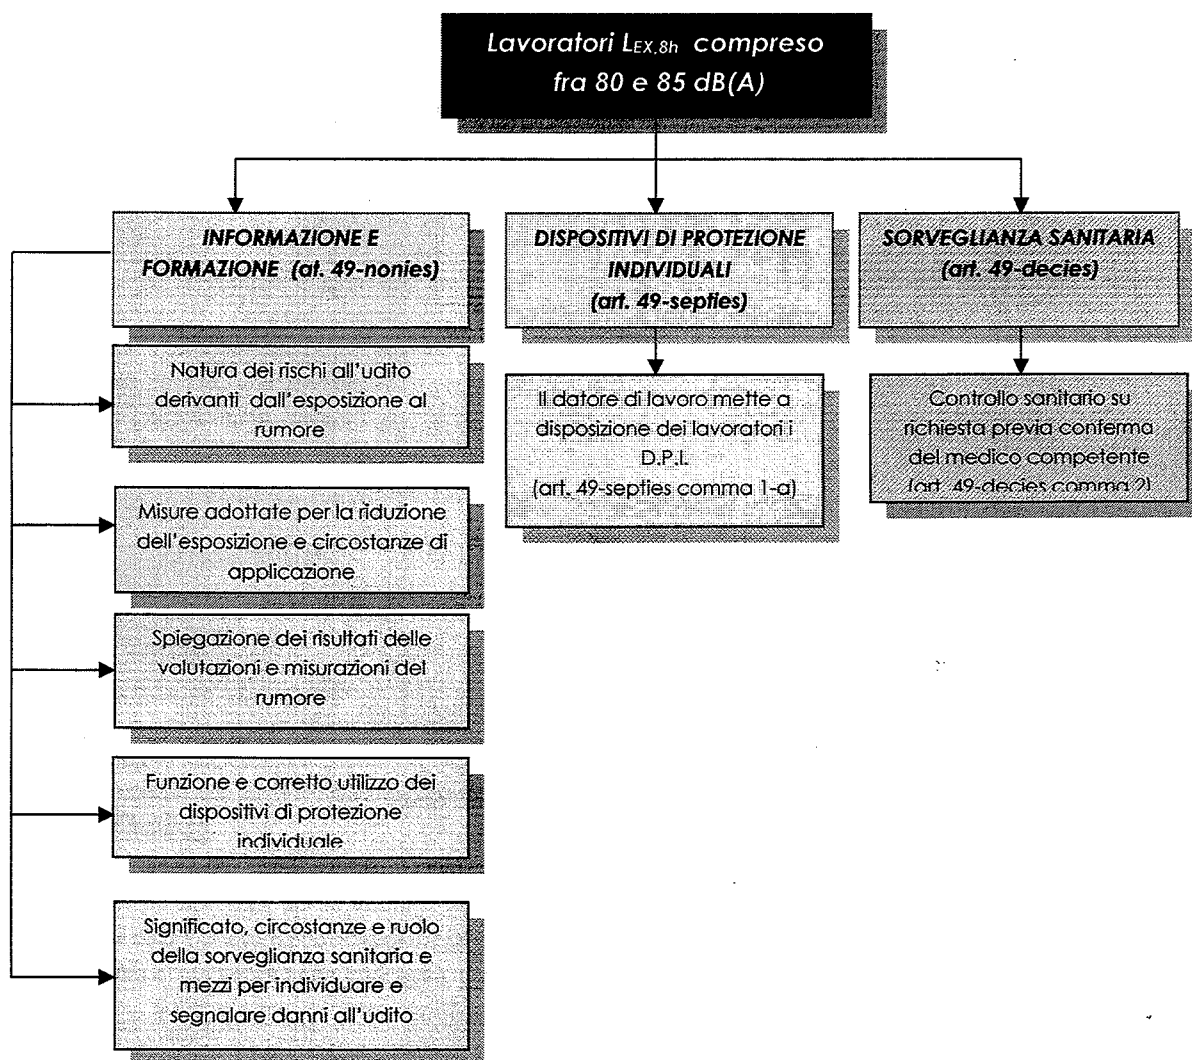 Lavoratori LEX,8h compreso
fra 80 e 85 dB(A)
INFORMAZIONE E
FORMAZIONE (at. 49-nonies)
Natura dei rischi all'udito
derivanti dall'esposizione al
rumore
Misure adottate per la riduzione
dell'esposizione e circostanze di
applicazione
Spiegazione dei risultati delle
valutazioni e misurazioni del
rumore
Funzione e corretto utilizzo dei
dispositivi di protezione
individuale
Significato, circostanze e ruolo
della sorveglianza sanitaria e
mezzi per individuare e
segnalare danni all'udito
DISPOSITIVI DI PROTEZIONE
INDIVIDUALI
(art. 49-septies)
Il datore di lavoro mette a
disposizione dei lavoratori i
D.P.I.
(art. 49-septies comma 1-a)
SORVEGLIANZA SANITARIA
(art. 49-decies)
Controllo sanitario su
richiesta previa conferma
del medico competente
(art. 49-decies comma 2)